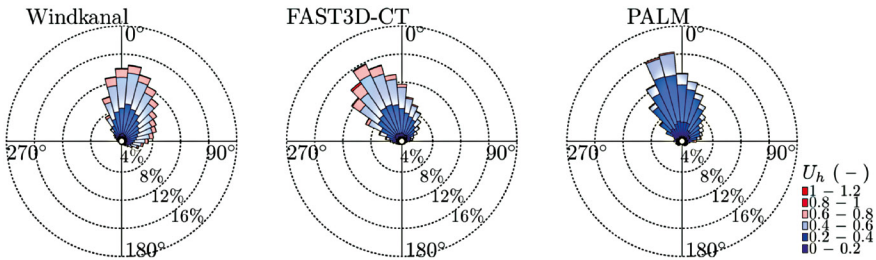 Windkanal
FAST3D-CT
PALM
0°
0°
0°
270°
90°
270°
90°
270°
90°
4%
8%
12%
16%
4%
8%
12%
16%
4%
8%
12%
16%
180°
180°
180°
U_h (−)
1 − 1.2
0.8 − 1
0.6 − 0.8
0.4 − 0.6
0.2 − 0.4
0 − 0.2